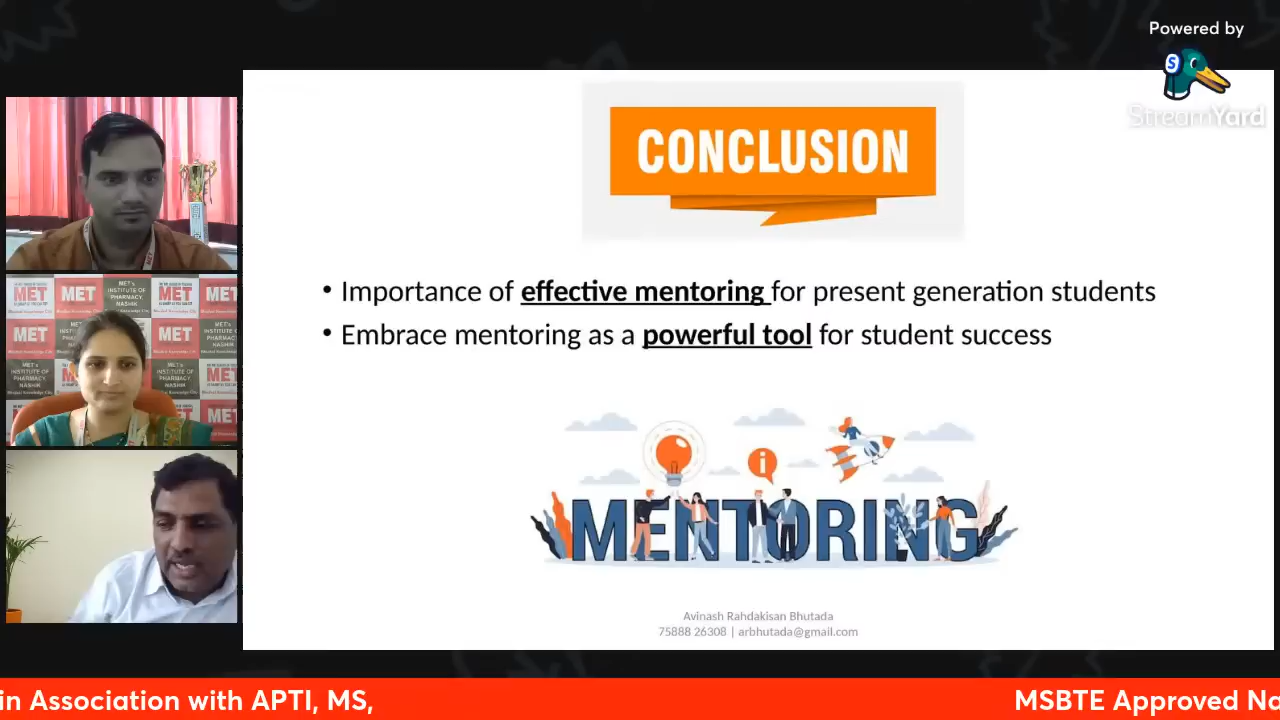 Powered by
StreamYard
CONCLUSION
• Importance of effective mentoring for present generation students
• Embrace mentoring as a powerful tool for student success
i
MENTORING
Avinash Rahdakisan Bhutada
75888 26308 | arbhutada@gmail.com
MET
MET
MET'S
INSTITUTE OF
PHARMACY,
NASHIK
MET
in Association with APTI, MS,
MSBTE Approved Na